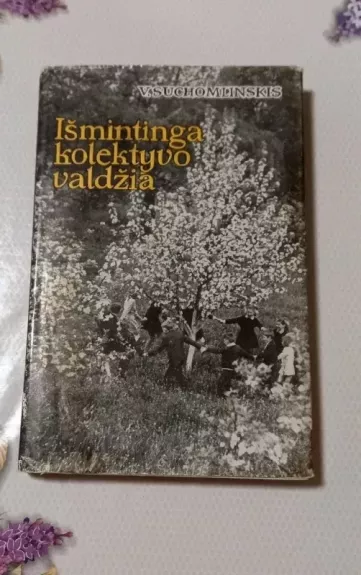 V.SUCHOMLINSKIS
Išmintinga
kolektyvo
valdžia